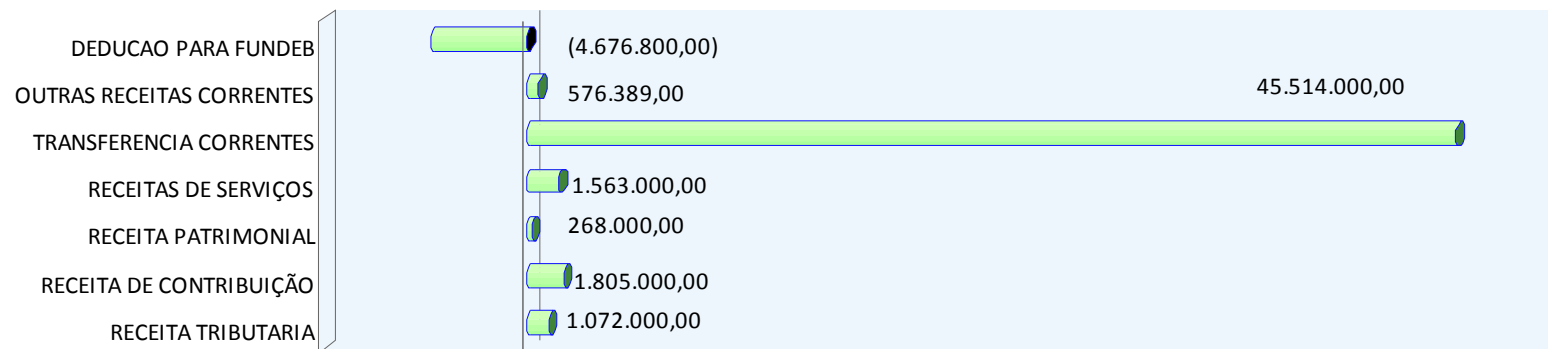 DEDUCAO PARA FUNDEB (4.676.800,00)
OUTRAS RECEITAS CORRENTES 576.389,00 45.514.000,00
TRANSFERENCIA CORRENTES
RECEITAS DE SERVIÇOS 1.563.000,00
RECEITA PATRIMONIAL 268.000,00
RECEITA DE CONTRIBUIÇÃO 1.805.000,00
RECEITA TRIBUTARIA 1.072.000,00